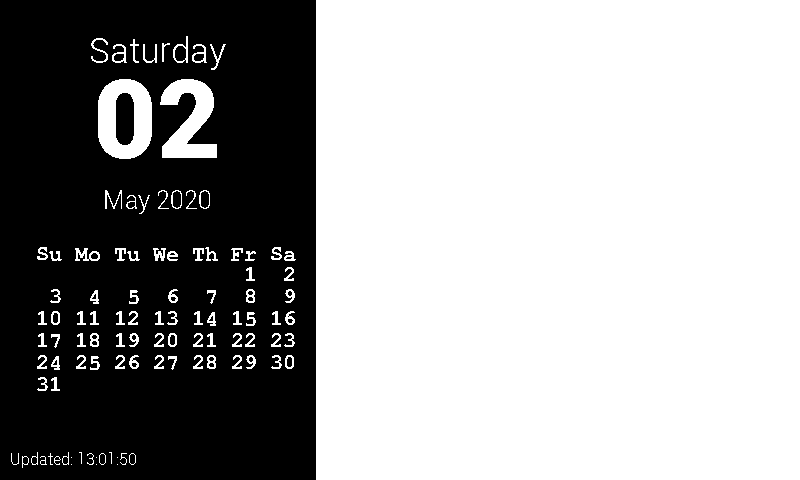 Saturday
02
May 2020
Su Mo Tu We Th Fr Sa
1 2
3 4 5 6 7 8 9
10 11 12 13 14 15 16
17 18 19 20 21 22 23
24 25 26 27 28 29 30
31
Updated: 13:01:50